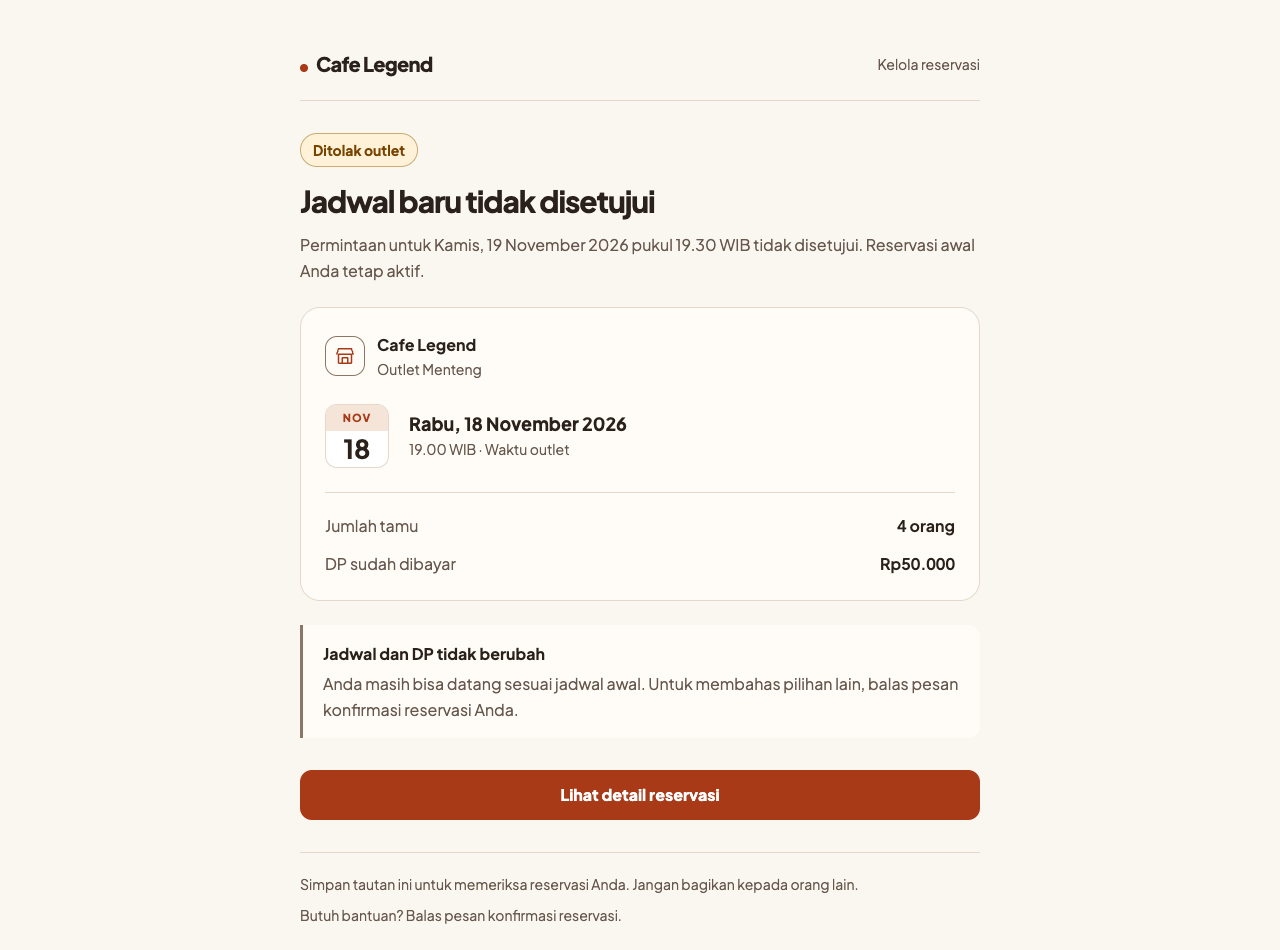 Cafe Legend
Kelola reservasi
Ditolak outlet
Jadwal baru tidak disetujui
Permintaan untuk Kamis, 19 November 2026 pukul 19.30 WIB tidak disetujui. Reservasi awal
Anda tetap aktif.
Cafe Legend
Outlet Menteng
NOV
18
Rabu, 18 November 2026
19.00 WIB · Waktu outlet
Jumlah tamu
4 orang
DP sudah dibayar
Rp50.000
Jadwal dan DP tidak berubah
Anda masih bisa datang sesuai jadwal awal. Untuk membahas pilihan lain, balas pesan
konfirmasi reservasi Anda.
Lihat detail reservasi
Simpan tautan ini untuk memeriksa reservasi Anda. Jangan bagikan kepada orang lain.
Butuh bantuan? Balas pesan konfirmasi reservasi.